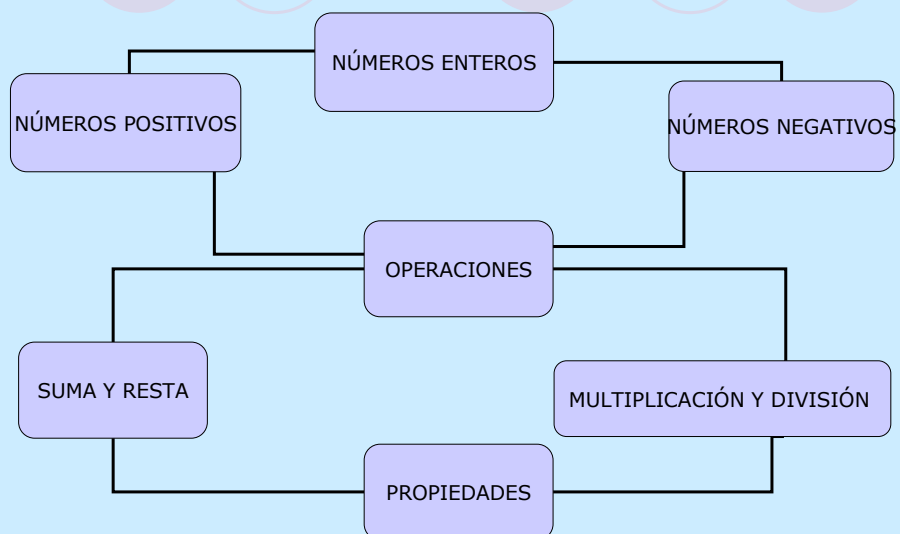 NÚMEROS ENTEROS
NÚMEROS POSITIVOS
NÚMEROS NEGATIVOS
OPERACIONES
SUMA Y RESTA
MULTIPLICACIÓN Y DIVISIÓN
PROPIEDADES